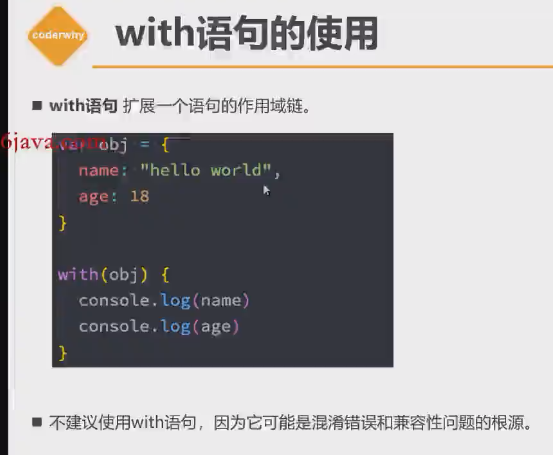 coderwhy
with语句的使用
■ with语句 扩展一个语句的作用域链。
6java.com
var obj = {
  name: "hello world",
  age: 18
}
with(obj) {
  console.log(name)
  console.log(age)
}
■ 不建议使用with语句，因为它可能是混淆错误和兼容性问题的根源。